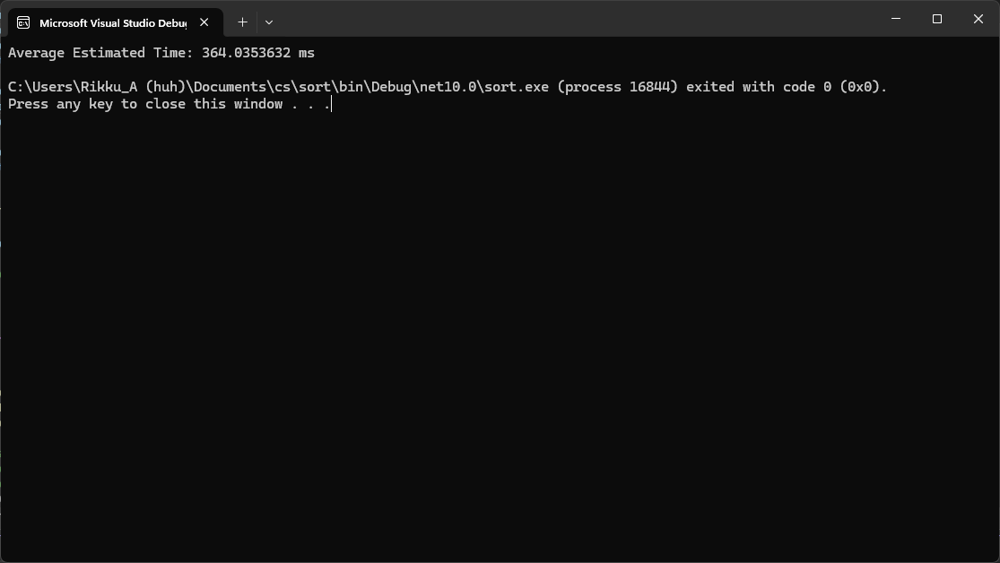 Microsoft Visual Studio Debug
Average Estimated Time: 364.0353632 ms
C:\Users\Rikku_A (huh)\Documents\cs\sort\bin\Debug\net10.0\sort.exe (process 16844) exited with code 0 (0x0).
Press any key to close this window . . .